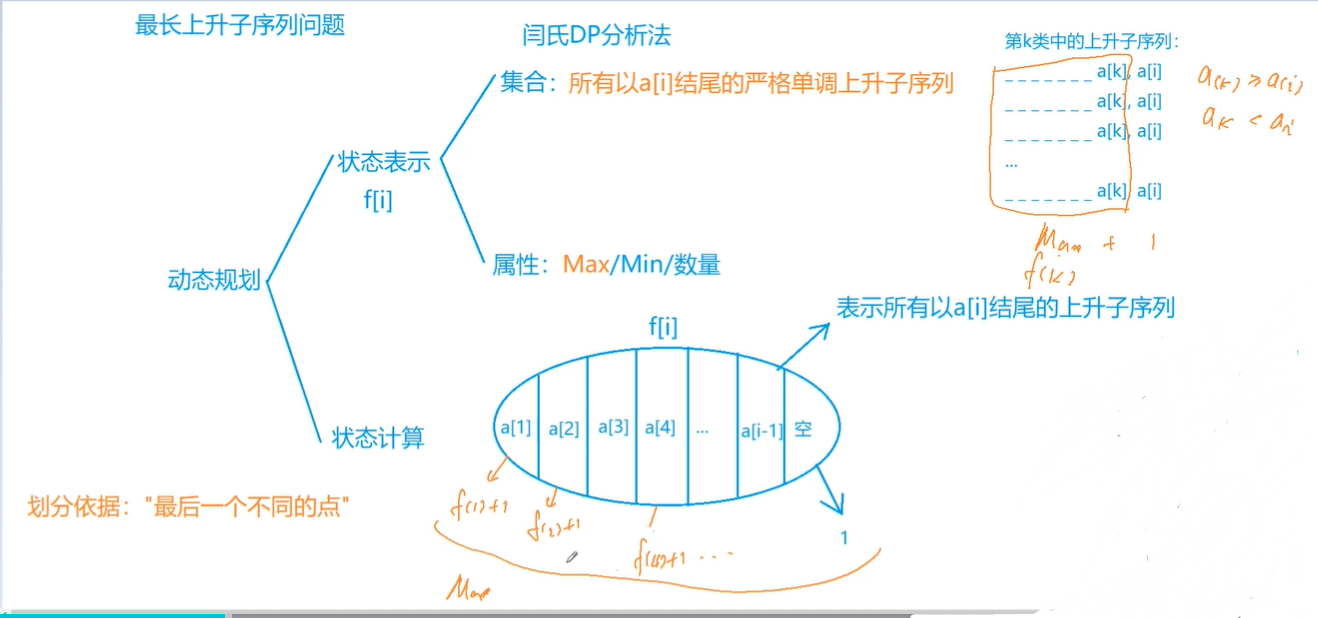 最长上升子序列问题
闫氏DP分析法
集合：所有以a[i]结尾的严格单调上升子序列
状态表示
f[i]
属性：Max/Min/数量
动态规划
状态计算
划分依据："最后一个不同的点"
第k类中的上升子序列：
_ _ _ _ _ _ _ a[k], a[i]
_ _ _ _ _ _ _ a[k], a[i]
_ _ _ _ _ _ _ a[k], a[i]
...
_ _ _ _ _ _ _ a[k], a[i]
a(k) ≥ a(i)
aK < ai
Max + 1
f(k)
表示所有以a[i]结尾的上升子序列
f[i]
a[1] a[2] a[3] a[4] ... a[i-1] 空
f(1)+1
f(2)+1
f(4)+1 ...
1
Max